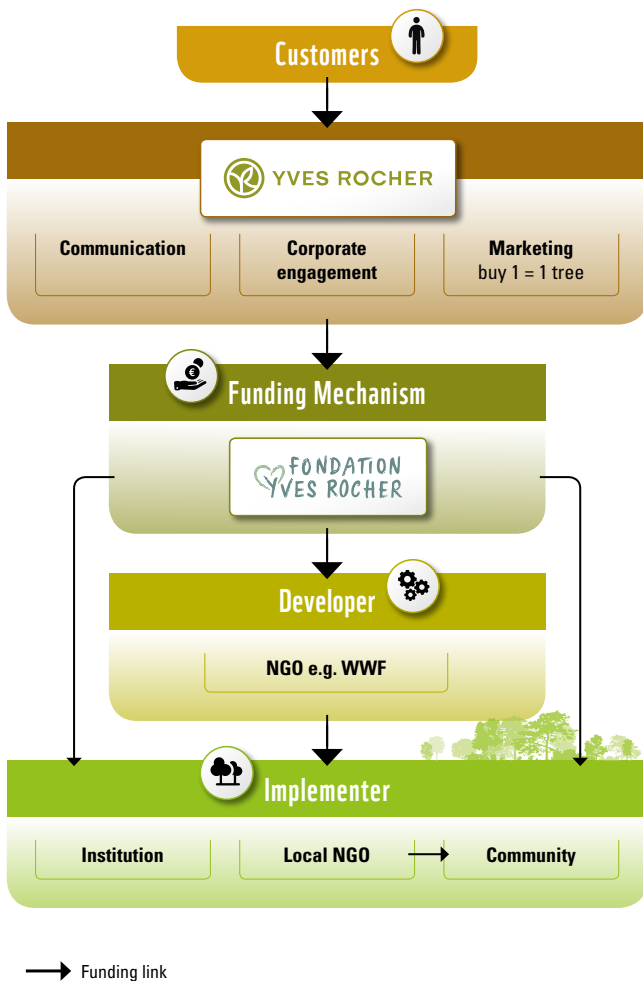 Customers
YVES ROCHER
Communication
Corporate
engagement
Marketing
buy 1 = 1 tree
€
Funding Mechanism
FONDATION
YVES ROCHER
Developer
NGO e.g. WWF
Implementer
Institution
Local NGO
Community
Funding link